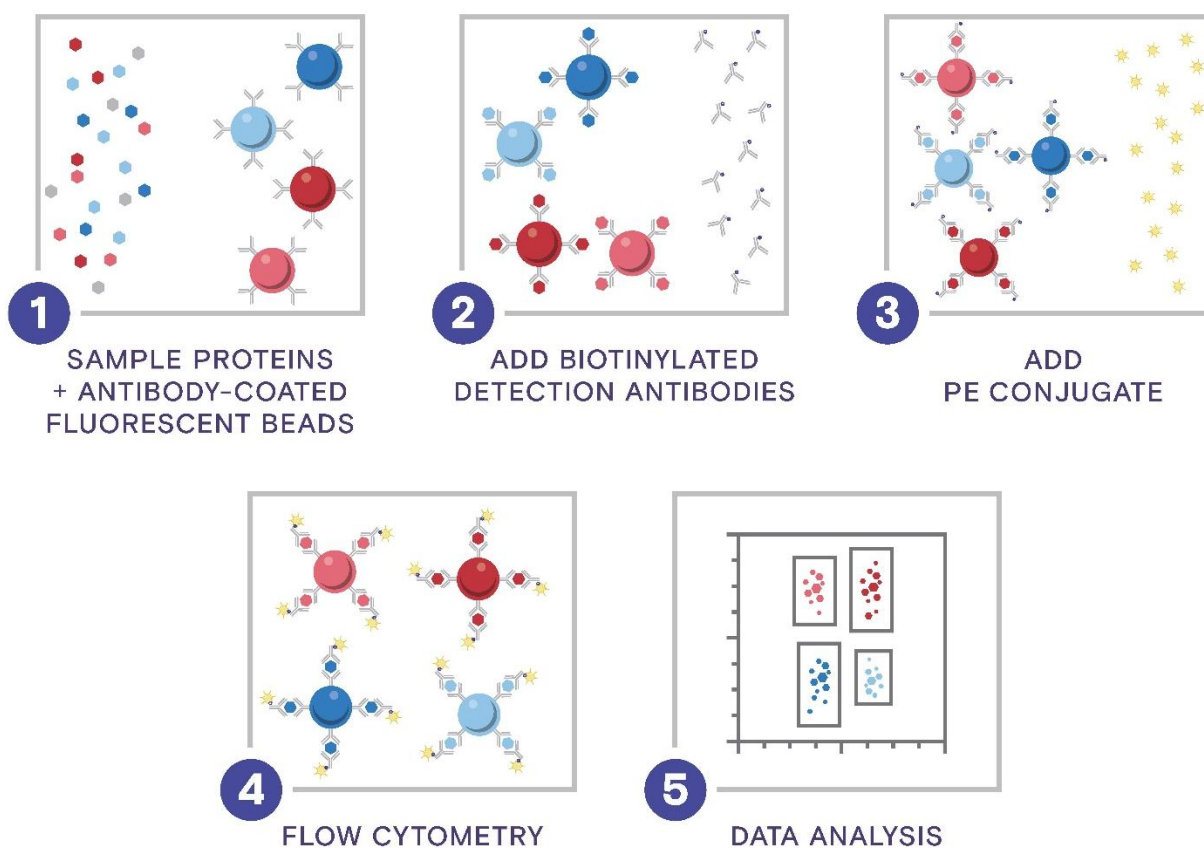 1
SAMPLE PROTEINS
+ ANTIBODY-COATED
FLUORESCENT BEADS
2
ADD BIOTINYLATED
DETECTION ANTIBODIES
3
ADD
PE CONJUGATE
4
FLOW CYTOMETRY
5
DATA ANALYSIS